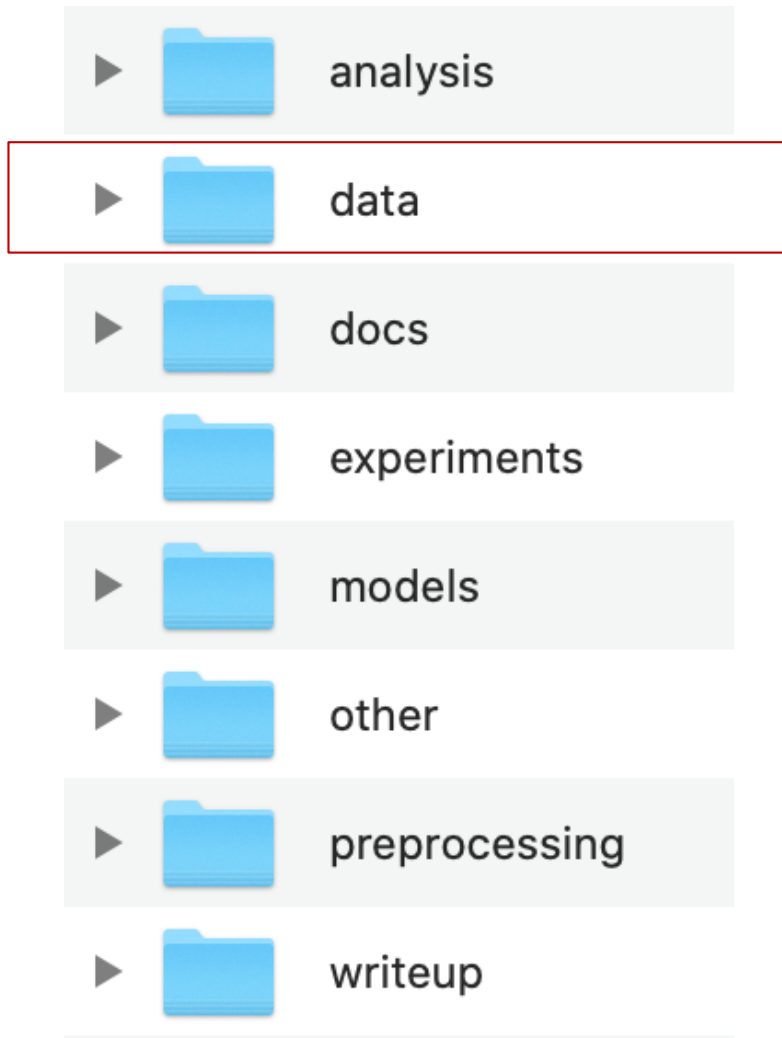 analysis
data
docs
experiments
models
other
preprocessing
writeup